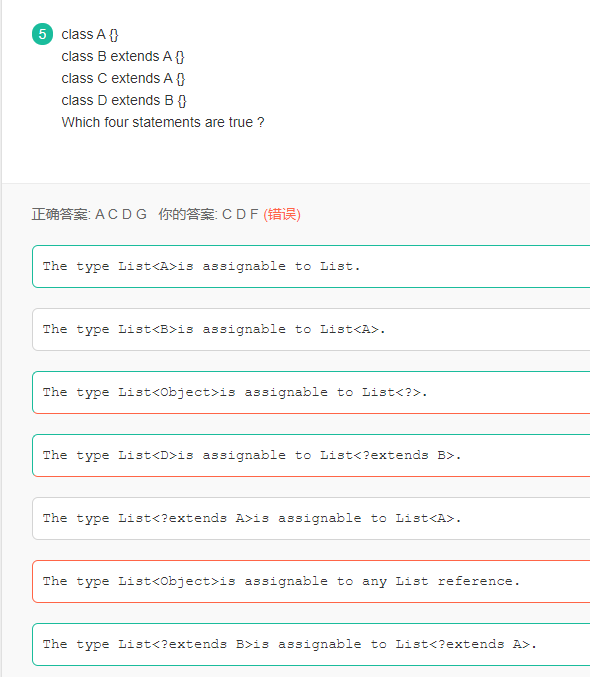 5 class A {}
class B extends A {}
class C extends A {}
class D extends B {}
Which four statements are true ?
正确答案: A C D G 你的答案: C D F (错误)
The type List<A>is assignable to List.
The type List<B>is assignable to List<A>.
The type List<Object>is assignable to List<?>.
The type List<D>is assignable to List<?extends B>.
The type List<?extends A>is assignable to List<A>.
The type List<Object>is assignable to any List reference.
The type List<?extends B>is assignable to List<?extends A>.